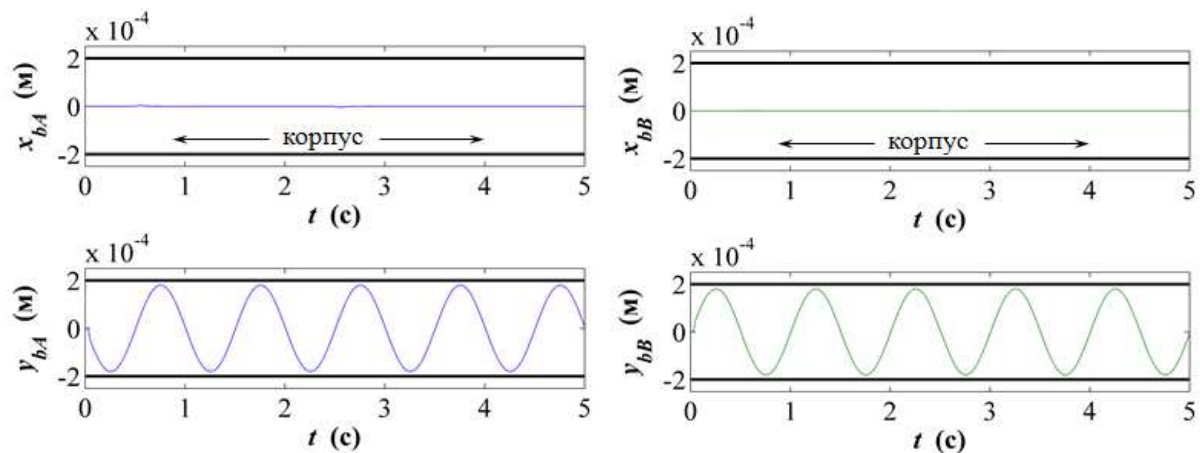 x 10⁻⁴
2
0
-2
x_bA (м)
корпус
0 1 2 3 4 5
t (с)
x 10⁻⁴
2
0
-2
x_bB (м)
корпус
0 1 2 3 4 5
t (с)
x 10⁻⁴
2
0
-2
y_bA (м)
0 1 2 3 4 5
t (с)
x 10⁻⁴
2
0
-2
y_bB (м)
0 1 2 3 4 5
t (с)